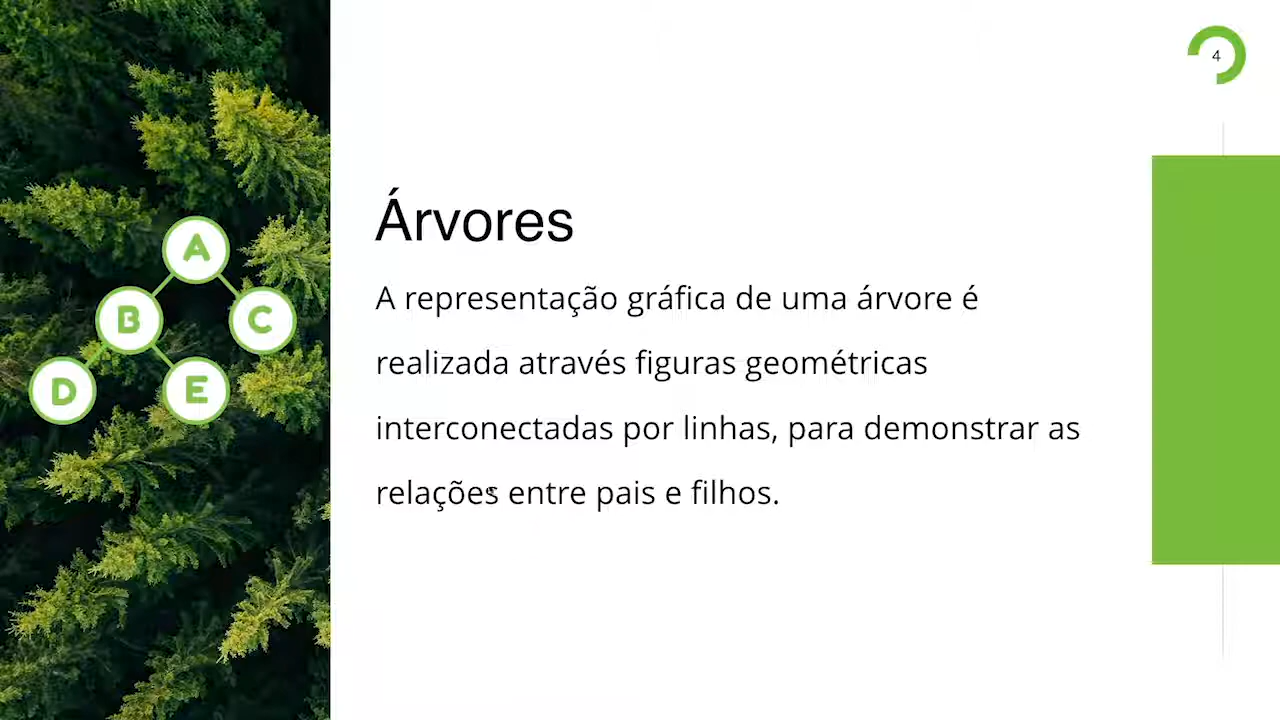 4
Árvores
A representação gráfica de uma árvore é
realizada através figuras geométricas
interconectadas por linhas, para demonstrar as
relações entre pais e filhos.
A
B
C
D
E